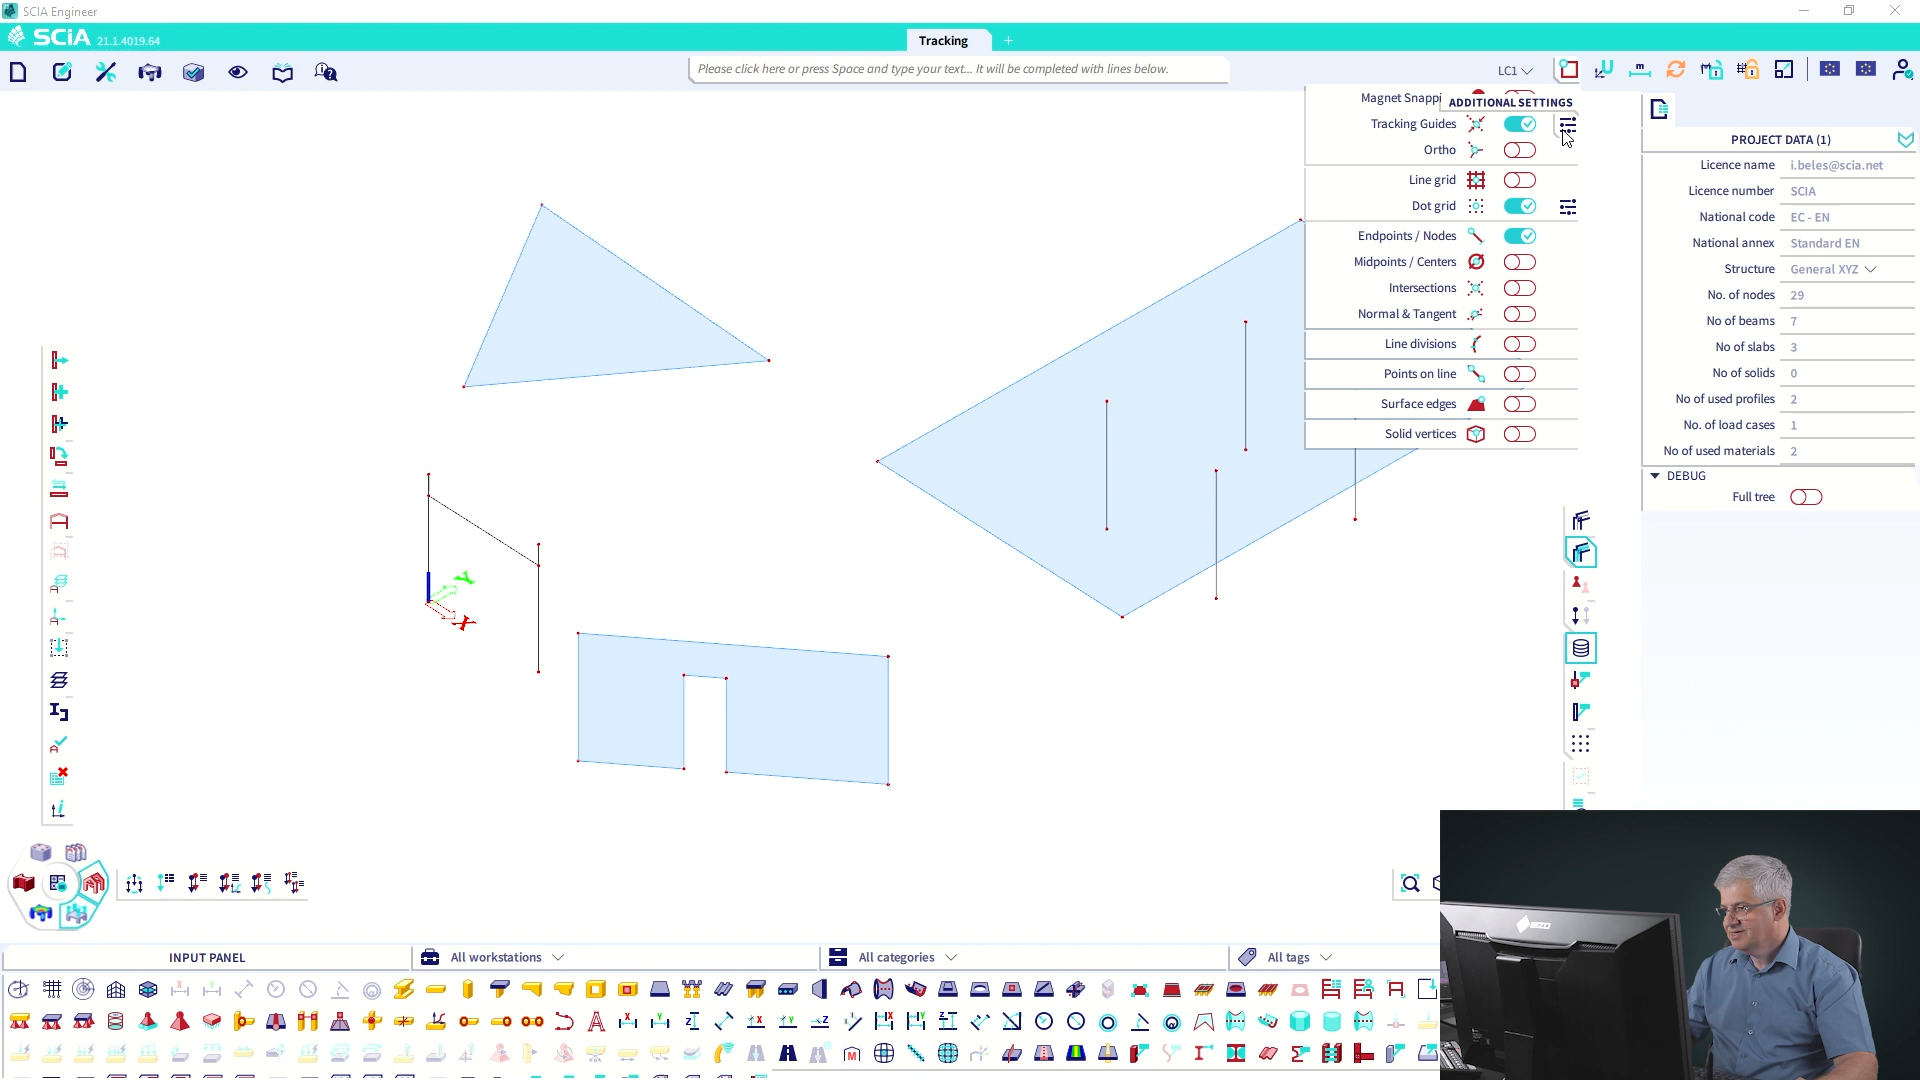 SCIA Engineer
SCiA 21.1.4019.64
Tracking
Please click here or press Space and type your text... It will be completed with lines below.
LC1
Magnet Snappi
ADDITIONAL SETTINGS
Tracking Guides
Ortho
Line grid
Dot grid
Endpoints / Nodes
Midpoints / Centers
Intersections
Normal & Tangent
Line divisions
Points on line
Surface edges
Solid vertices
PROJECT DATA (1)
Licence name i.beles@scia.net
Licence number SCIA
National code EC - EN
National annex Standard EN
Structure General XYZ
No. of nodes 29
No of beams 7
No of slabs 3
No of solids 0
No of used profiles 2
No. of load cases 1
No of used materials 2
DEBUG
Full tree
Y
X
INPUT PANEL
All workstations
All categories
All tags
EIZO